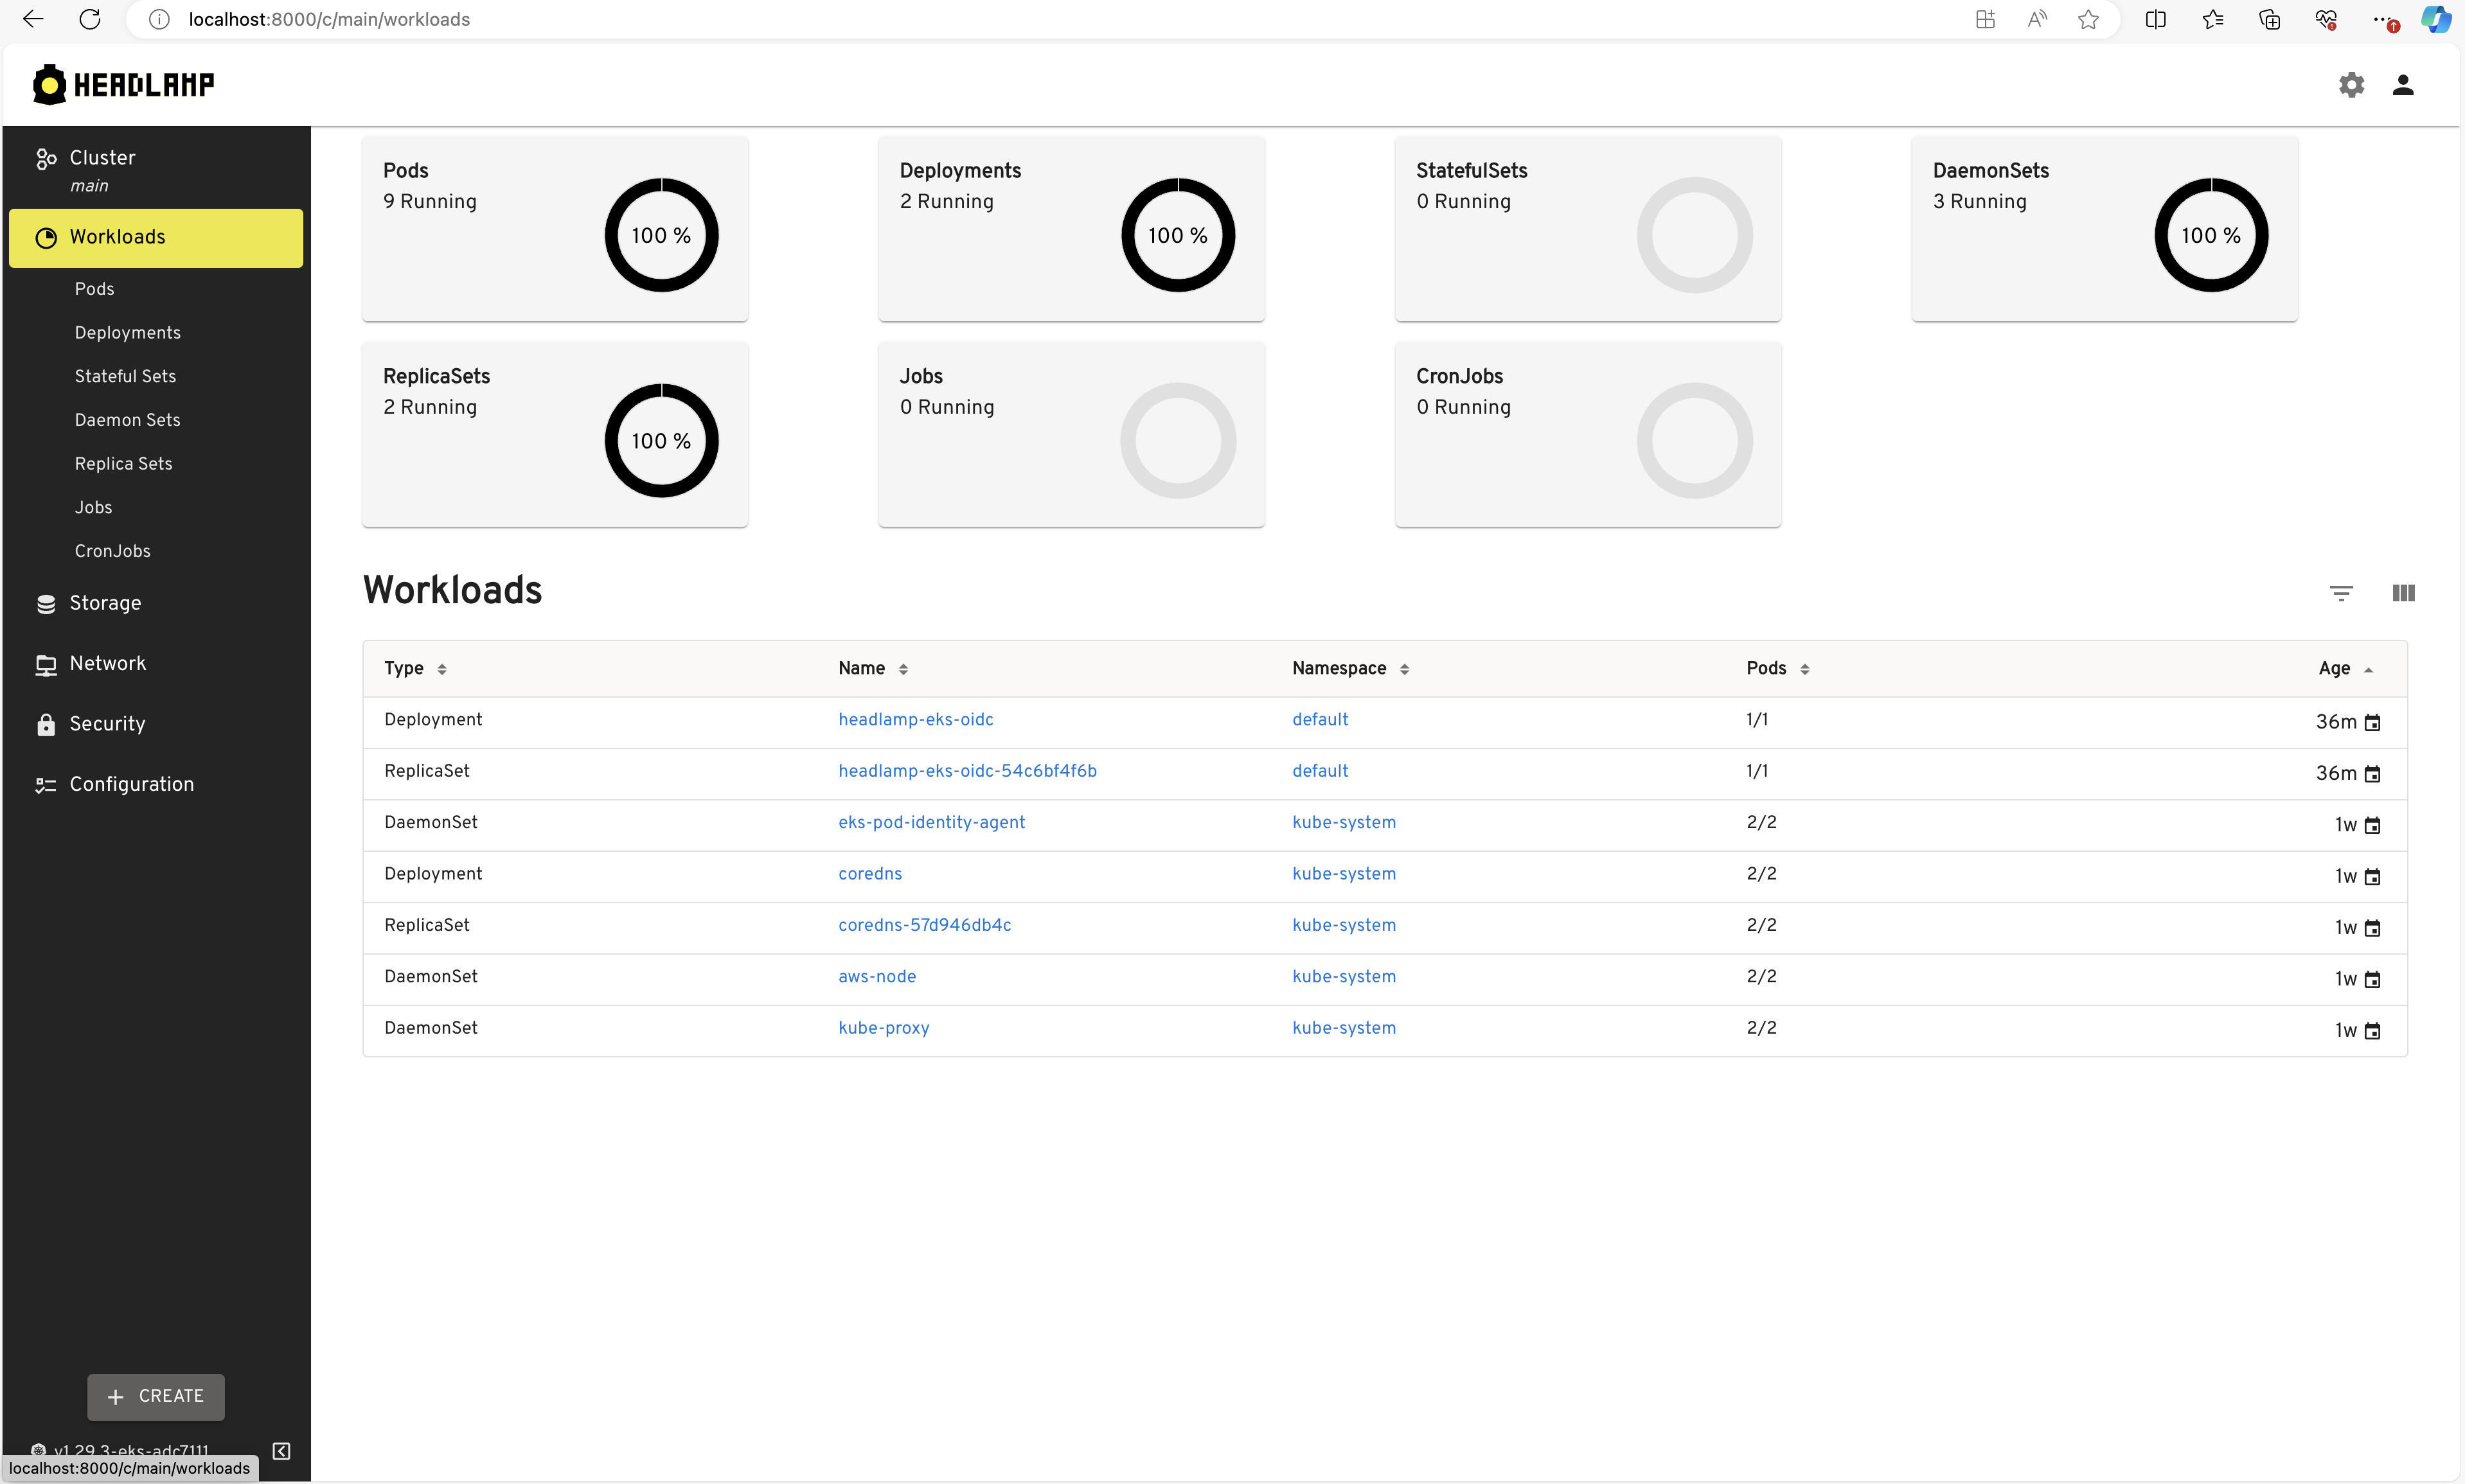 localhost:8000/c/main/workloads
HEADLAMP
Cluster
main
Workloads
Pods
Deployments
Stateful Sets
Daemon Sets
Replica Sets
Jobs
CronJobs
Storage
Network
Security
Configuration
CREATE
v1.29.3-eks-adc7111
localhost:8000/c/main/workloads
Pods
9 Running
100 %
Deployments
2 Running
100 %
StatefulSets
0 Running
DaemonSets
3 Running
100 %
ReplicaSets
2 Running
100 %
Jobs
0 Running
CronJobs
0 Running
Workloads
Type Name Namespace Pods Age
Deployment headlamp-eks-oidc default 1/1 36m
ReplicaSet headlamp-eks-oidc-54c6bf4f6b default 1/1 36m
DaemonSet eks-pod-identity-agent kube-system 2/2 1w
Deployment coredns kube-system 2/2 1w
ReplicaSet coredns-57d946db4c kube-system 2/2 1w
DaemonSet aws-node kube-system 2/2 1w
DaemonSet kube-proxy kube-system 2/2 1w